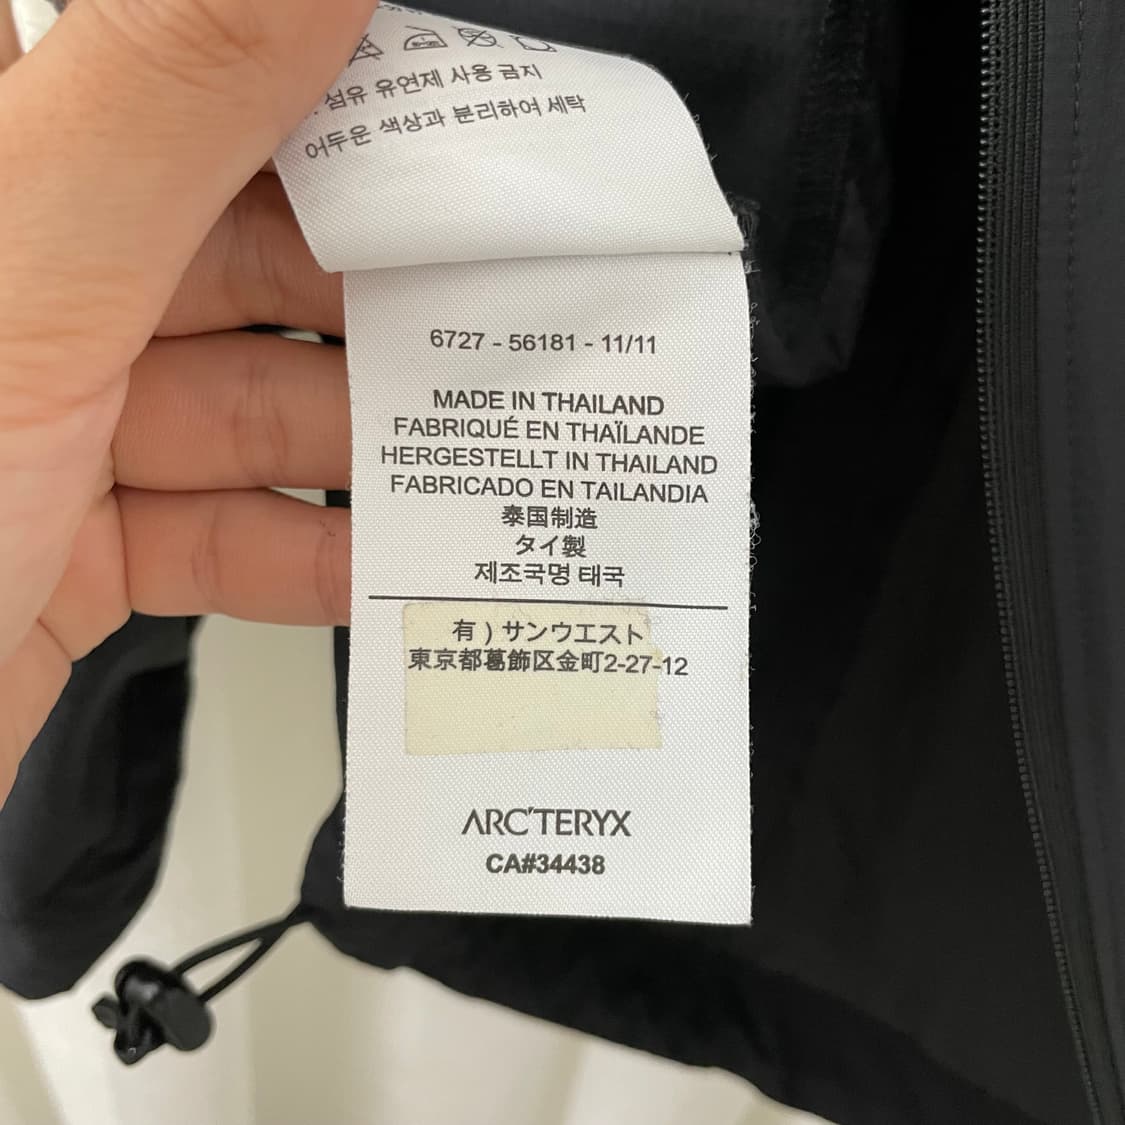 섬유 유연제 사용 금지
어두운 색상과 분리하여 세탁
6727 - 56181 - 11/11
MADE IN THAILAND
FABRIQUÉ EN THAÏLANDE
HERGESTELLT IN THAILAND
FABRICADO EN TAILANDIA
泰国制造
タイ製
제조국명 태국
有）サンウエスト
東京都葛飾区金町2-27-12
ARC'TERYX
CA#34438